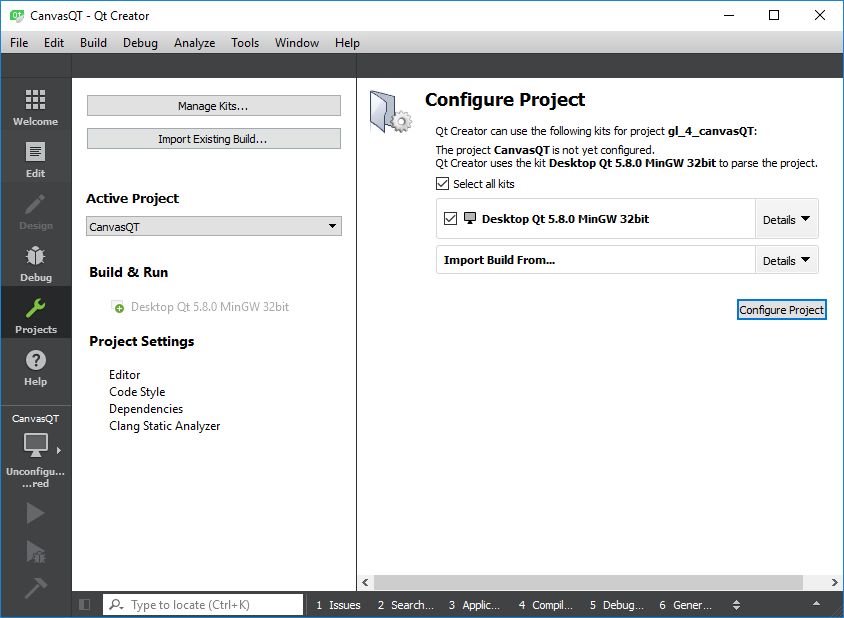 CanvasQT - Qt Creator
File Edit Build Debug Analyze Tools Window Help
Welcome
Edit
Design
Debug
Projects
Help
CanvasQT
Unconfigu...
...red
Manage Kits...
Import Existing Build...
Active Project
CanvasQT
Build & Run
Desktop Qt 5.8.0 MinGW 32bit
Project Settings
Editor
Code Style
Dependencies
Clang Static Analyzer
Configure Project
Qt Creator can use the following kits for project gl_4_canvasQT:
The project CanvasQT is not yet configured.
Qt Creator uses the kit Desktop Qt 5.8.0 MinGW 32bit to parse the project.
Select all kits
Desktop Qt 5.8.0 MinGW 32bit Details
Import Build From... Details
Configure Project
Type to locate (Ctrl+K) 1 Issues 2 Search... 3 Applic... 4 Compil... 5 Debug... 6 Gener...